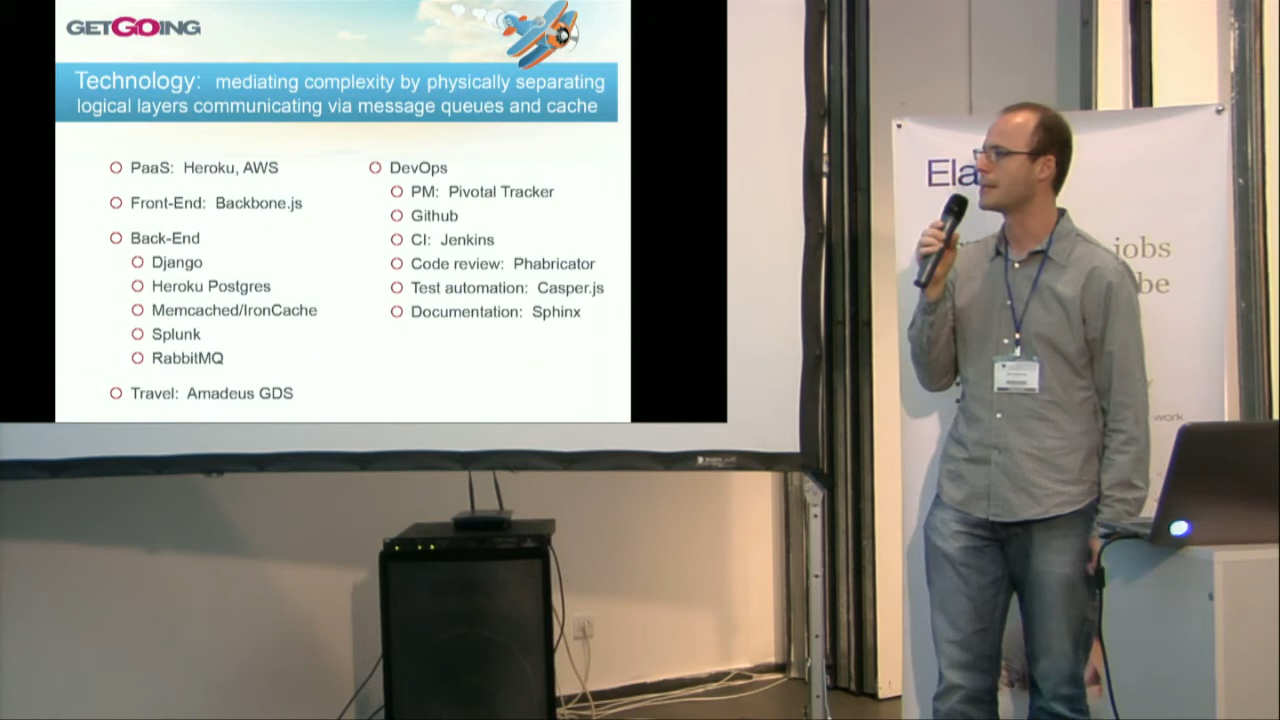 GETGOING
Technology: mediating complexity by physically separating
logical layers communicating via message queues and cache
PaaS: Heroku, AWS
Front-End: Backbone.js
Back-End
Django
Heroku Postgres
Memcached/IronCache
Splunk
RabbitMQ
Travel: Amadeus GDS
DevOps
PM: Pivotal Tracker
Github
CI: Jenkins
Code review: Phabricator
Test automation: Casper.js
Documentation: Sphinx
Ela
jobs
be
work